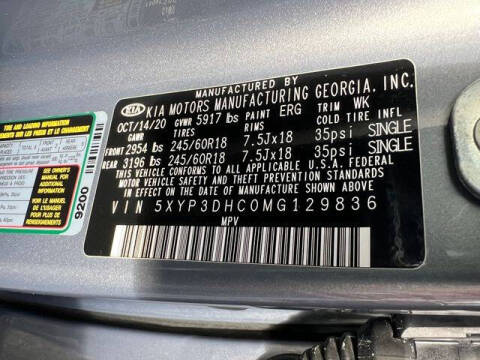 MANUFACTURED BY
KIA KIA MOTORS MANUFACTURING GEORGIA, INC.
OCT/14/20 GVWR 5917 lbs PAINT ERG TRIM WK
GAWR TIRES RIMS COLD TIRE INFL
FRONT 2954 lbs 245/60R18 7.5Jx18 35psi SINGLE
REAR 3196 lbs 245/60R18 7.5Jx18 35psi SINGLE
THIS VEHICLE CONFORMS TO ALL APPLICABLE U.S.A. FEDERAL
MOTOR VEHICLE SAFETY AND THEFT PREVENTION STANDARDS
IN EFFECT ON THE DATE OF MANUFACTURE SHOWN ABOVE.
VIN 5XYP3DHC0MG129836
MPV
TIRE AND LOADING INFORMATION
SEE OWNER'S
MANUAL FOR
ADDITIONAL
INFORMATION
9200